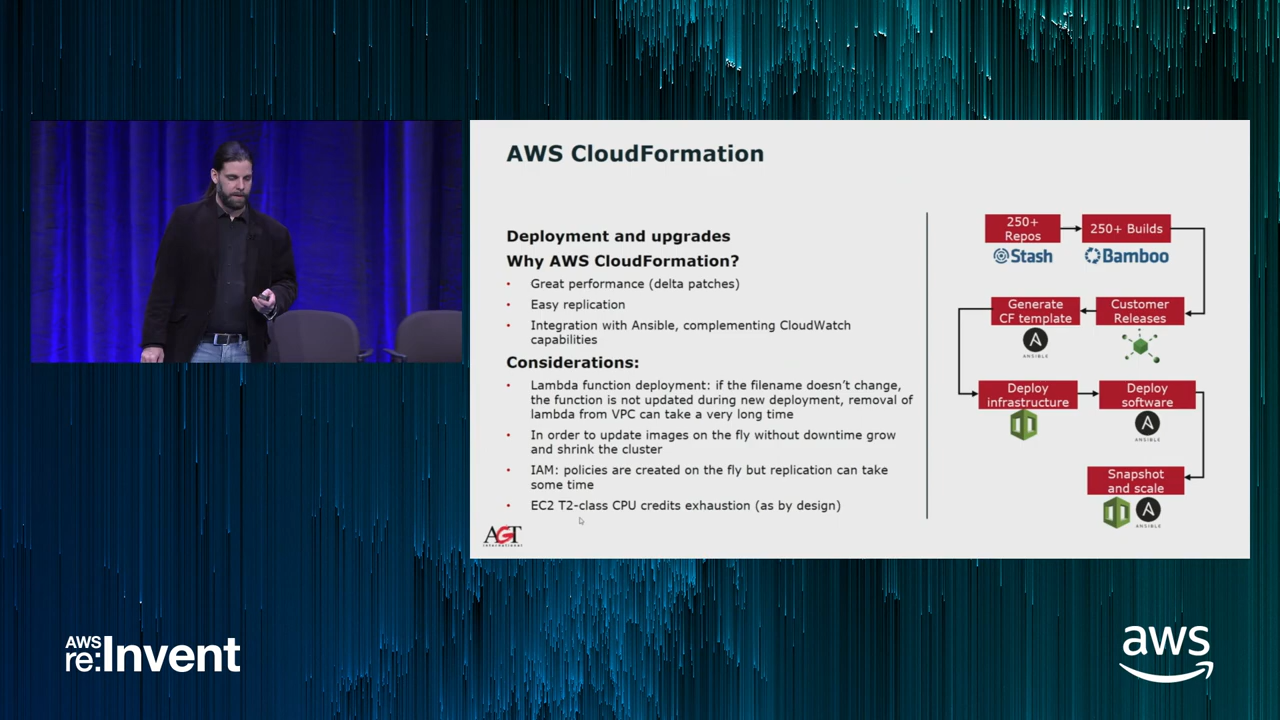 AWS CloudFormation
Deployment and upgrades
Why AWS CloudFormation?
• Great performance (delta patches)
• Easy replication
• Integration with Ansible, complementing CloudWatch
capabilities
Considerations:
• Lambda function deployment: if the filename doesn't change,
the function is not updated during new deployment, removal of
lambda from VPC can take a very long time
• In order to update images on the fly without downtime grow
and shrink the cluster
• IAM: policies are created on the fly but replication can take
some time
• EC2 T2-class CPU credits exhaustion (as by design)
AGT
international
250+
Repos
250+ Builds
Stash
Bamboo
Generate
CF template
Customer
Releases
ANSIBLE
Deploy
infrastructure
Deploy
software
ANSIBLE
Snapshot
and scale
ANSIBLE
AWS
re:Invent
aws